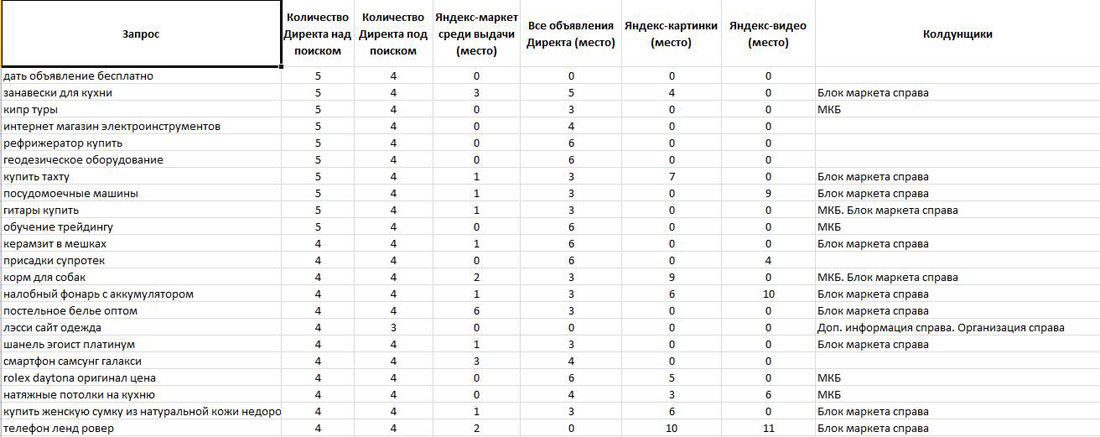 Запрос Количество Директа над поиском Количество Директа под поиском Яндекс-маркет среди выдачи (место) Все объявления Директа (место) Яндекс-картинки (место) Яндекс-видео (место) Колдунщики
дать объявление бесплатно 5 4 0 0 0 0
занавески для кухни 5 4 3 5 4 0 Блок маркета справа
кипр туры 5 4 0 3 0 0 МКБ
интернет магазин электроинструментов 5 4 0 4 0 0
рефрижератор купить 5 4 0 6 0 0
геодезическое оборудование 5 4 0 6 0 0
купить тахту 5 4 1 3 7 0 Блок маркета справа
посудомоечные машины 5 4 1 3 0 9 Блок маркета справа
гитары купить 5 4 1 3 0 0 МКБ. Блок маркета справа
обучение трейдингу 5 4 0 6 0 0 МКБ
керамзит в мешках 4 4 1 6 0 0 Блок маркета справа
присадки супротек 4 4 0 6 0 4
корм для собак 4 4 2 3 9 0 МКБ. Блок маркета справа
налобный фонарь с аккумулятором 4 4 1 3 6 10 Блок маркета справа
постельное белье оптом 4 4 6 3 0 0 Блок маркета справа
лэсси сайт одежда 4 3 0 0 0 0 Доп. информация справа. Организация справа
шанель эгоист платинум 4 4 1 3 0 0 Блок маркета справа
смартфон самсунг галакси 4 4 3 4 0 0
rolex daytona оригинал цена 4 4 0 6 5 0 МКБ
натяжные потолки на кухню 4 4 0 4 3 6 МКБ
купить женскую сумку из натуральной кожи недоро 4 4 1 3 6 0 Блок маркета справа
телефон ленд ровер 4 4 2 0 10 11 Блок маркета справа